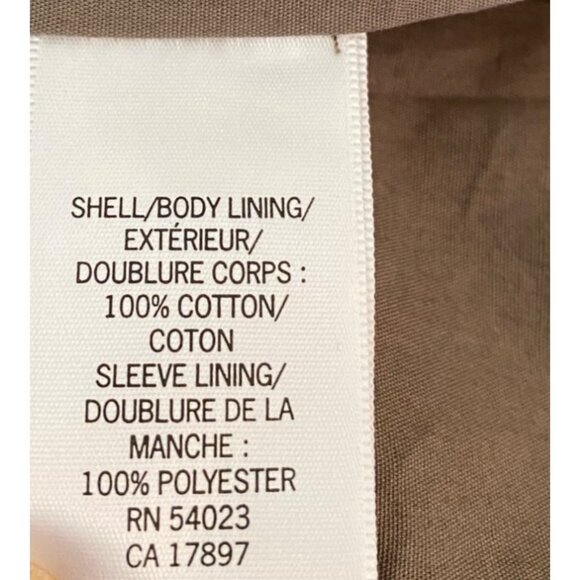 SHELL/BODY LINING/
EXTÉRIEUR/
DOUBLURE CORPS :
100% COTTON/
COTON
SLEEVE LINING/
DOUBLURE DE LA
MANCHE :
100% POLYESTER
RN 54023
CA 17897